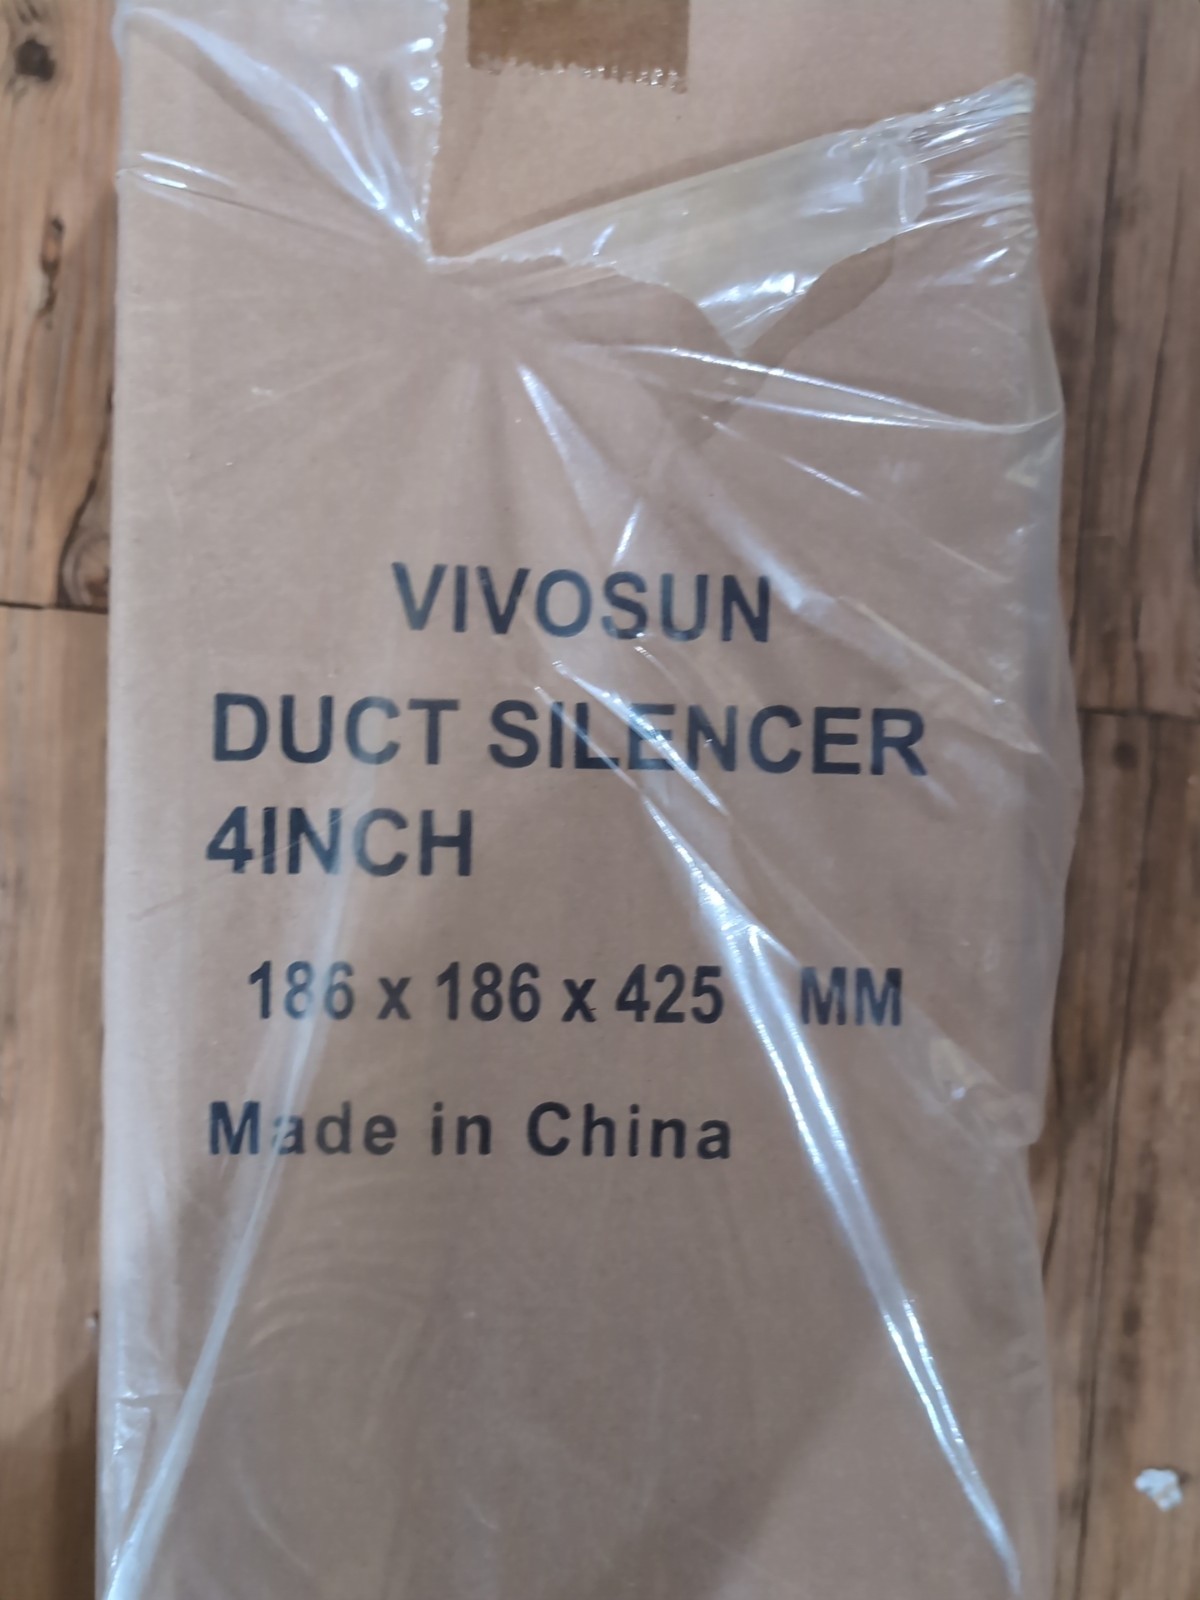 VIVOSUN
DUCT SILENCER
4INCH
186 x 186 x 425 MM
Made in China